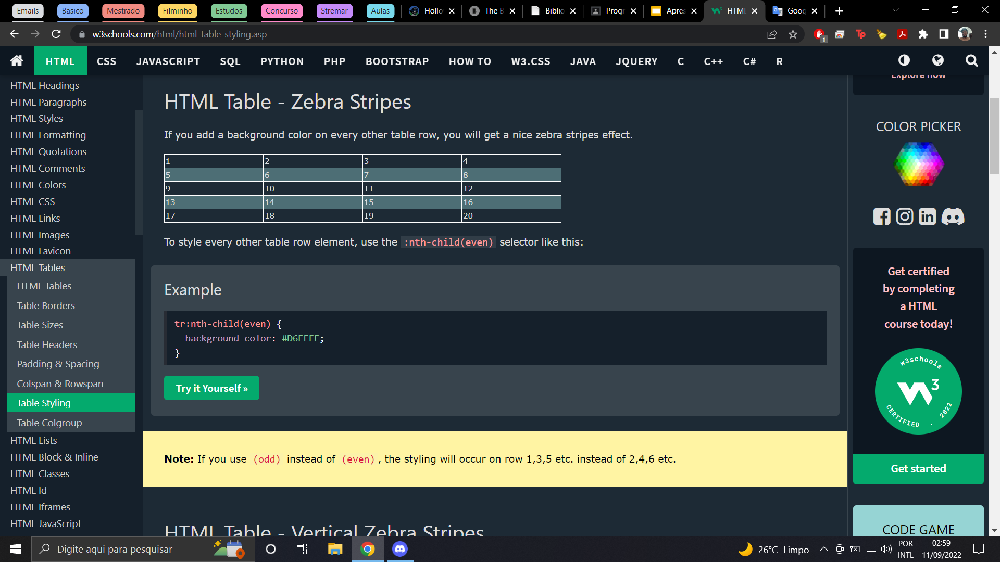 Emails Basico Mestrado Filminho Estudos Concurso Stremar Aulas Hollo The B Biblio Progr Apres HTML Goog
w3schools.com/html/html_table_styling.asp
1
HTML CSS JAVASCRIPT SQL PYTHON PHP BOOTSTRAP HOW TO W3.CSS JAVA JQUERY C C++ C# R
HTML Headings
HTML Paragraphs
HTML Styles
HTML Formatting
HTML Quotations
HTML Comments
HTML Colors
HTML CSS
HTML Links
HTML Images
HTML Favicon
HTML Tables
HTML Tables
Table Borders
Table Sizes
Table Headers
Padding & Spacing
Colspan & Rowspan
Table Styling
Table Colgroup
HTML Lists
HTML Block & Inline
HTML Classes
HTML Id
HTML Iframes
HTML JavaScript
HTML Table - Zebra Stripes
If you add a background color on every other table row, you will get a nice zebra stripes effect.
1 2 3 4
5 6 7 8
9 10 11 12
13 14 15 16
17 18 19 20
To style every other table row element, use the :nth-child(even) selector like this:
Example
tr:nth-child(even) {
background-color: #D6EEEE;
}
Try it Yourself »
Note: If you use (odd) instead of (even), the styling will occur on row 1,3,5 etc. instead of 2,4,6 etc.
HTML Table - Vertical Zebra Stripes
Explore now
COLOR PICKER
Get certified
by completing
a HTML
course today!
w3schools
W3
CERTIFIED . 2022
Get started
CODE GAME
Digite aqui para pesquisar
26°C Limpo
POR
INTL
02:59
11/09/2022